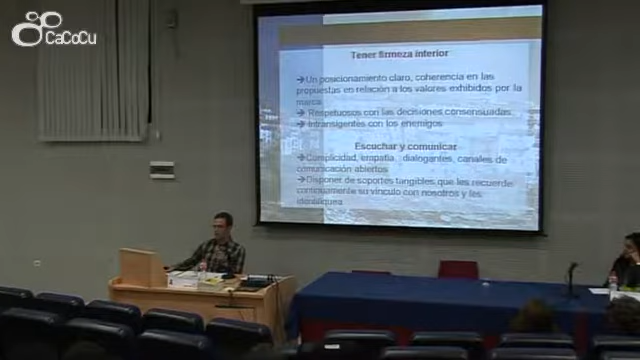 CaCoCu
Tener firmeza interior
➔Un posicionamiento claro, coherencia en las
propuestas en relación a los valores exhibidos por la
marca
➔ Respetuosos con las decisiones consensuadas
➔ Intransigentes con los enemigos
Escuchar y comunicar
➔Complicidad, empatía dialogantes, canales de
comunicación abiertos
➔Disponer de soportes tangibles que les recuerde
continuamente su vínculo con nosotros y les
identifique